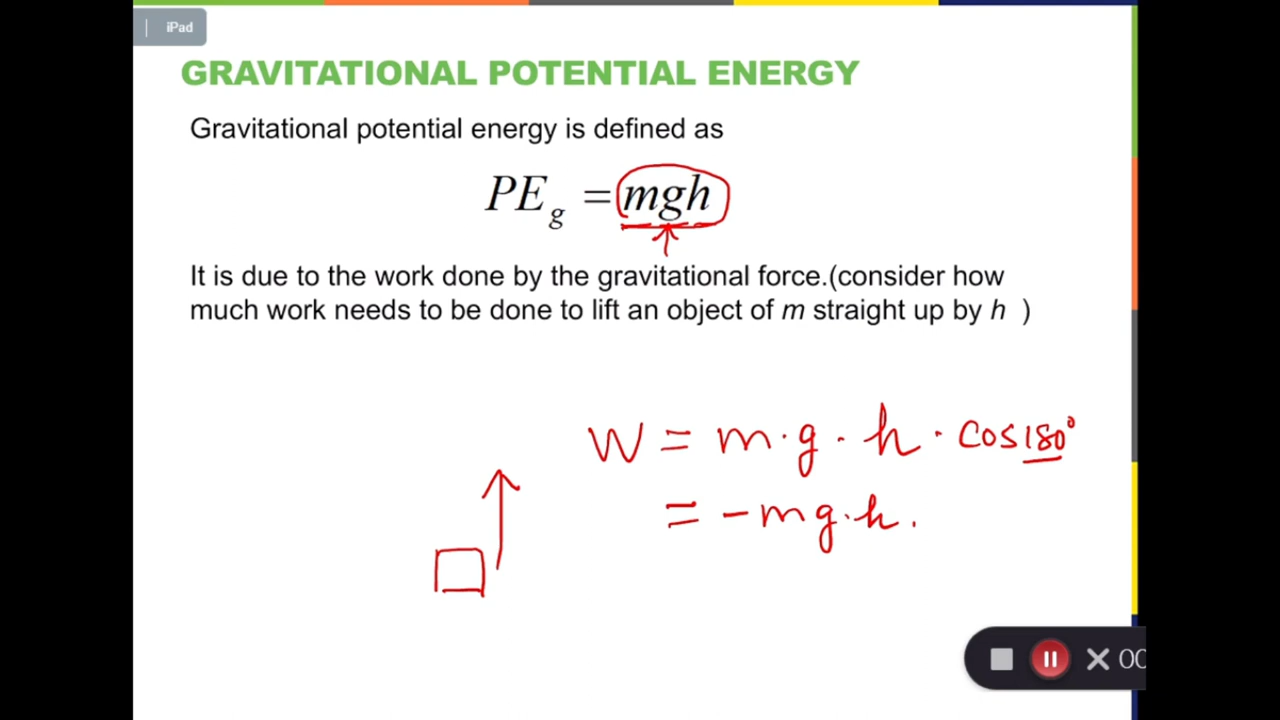 iPad
GRAVITATIONAL POTENTIAL ENERGY
Gravitational potential energy is defined as
PEg = mgh
It is due to the work done by the gravitational force.(consider how
much work needs to be done to lift an object of m straight up by h )
W = m·g·h·cos180°
= -mg·h.
00